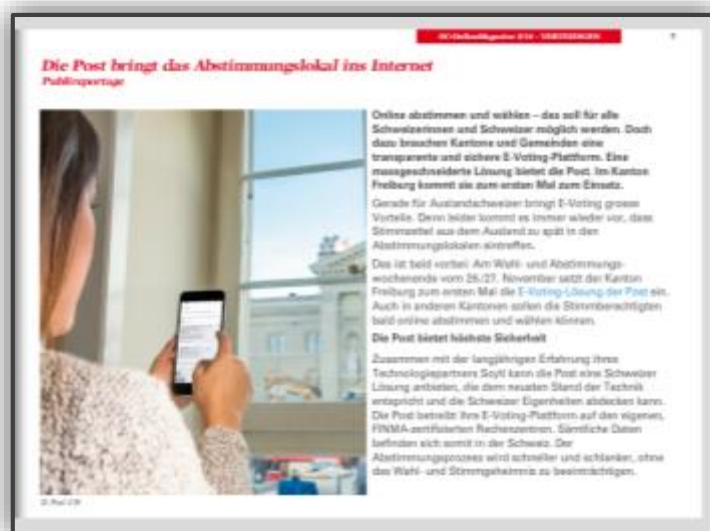 Die Post bringt das Abstimmungslokal ins Internet
Publireportage
Online abstimmen und wählen – das soll für alle
Schweizerinnen und Schweizer möglich werden. Doch
dazu brauchen Kantone und Gemeinden eine
transparente und sichere E-Voting-Plattform. Eine
massgeschneiderte Lösung bietet die Post. Im Kanton
Freiburg kommt sie zum ersten Mal zum Einsatz.
Gerade für Auslandschweizer bringt E-Voting grosse
Vorteile. Denn leider kommt es immer wieder vor, dass
Stimmzettel aus dem Ausland zu spät in den
Abstimmungslokalen eintreffen.
Das ist bald vorbei: Am Wahl- und Abstimmungs-
wochenende vom 26./27. November setzt der Kanton
Freiburg zum ersten Mal die E-Voting-Lösung der Post ein.
Auch in anderen Kantonen sollen die Stimmberechtigten
bald online abstimmen und wählen können.
Die Post bietet höchste Sicherheit
Zusammen mit der langjährigen Erfahrung ihres
Technologiepartners Scytl kann die Post eine Schweizer
Lösung anbieten, die dem neusten Stand der Technik
entspricht und die Schweizer Eigenheiten abdecken kann.
Die Post betreibt ihre E-Voting-Plattform auf den eigenen,
FINMA-zertifizierten Rechenzentren. Sämtliche Daten
befinden sich somit in der Schweiz. Der
Abstimmungsprozess wird schneller und schlanker, ohne
das Wahl- und Stimmgeheimnis zu beeinträchtigen.